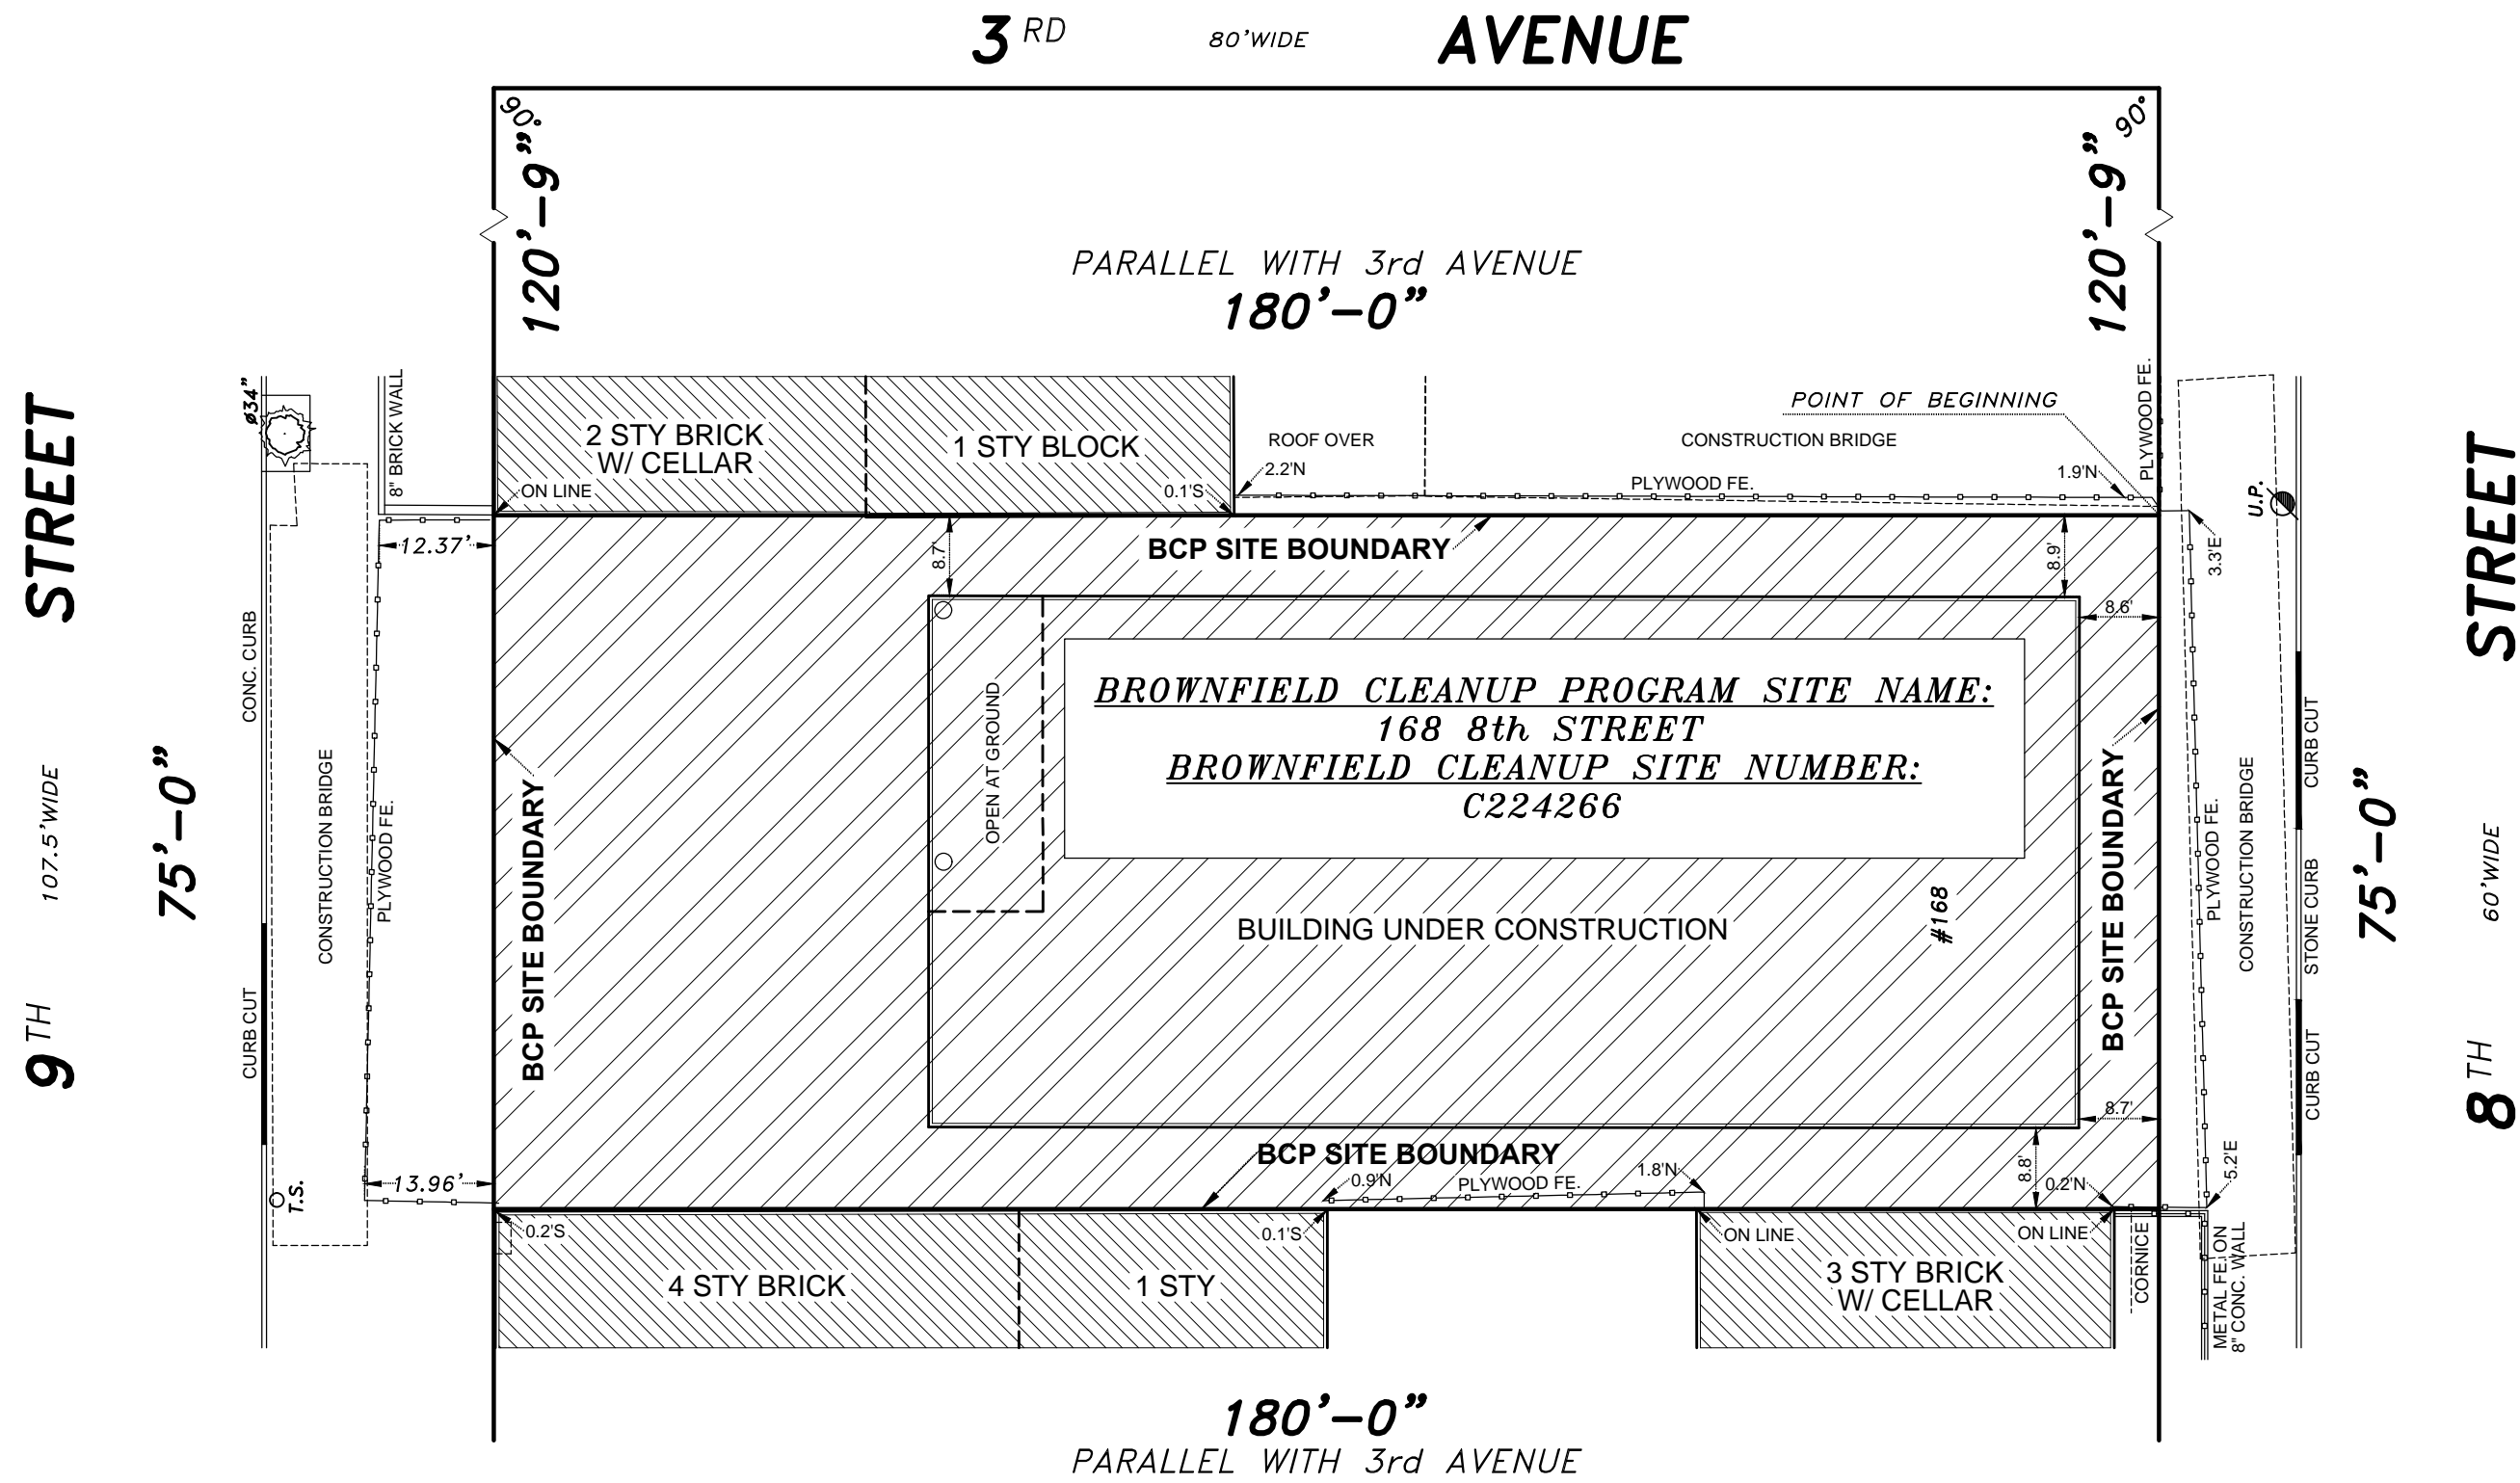 3RD 80'WIDE AVENUE
90°
90°
120'-9"
120'-9"
PARALLEL WITH 3rd AVENUE
180'-0"
9TH 107.5'WIDE STREET
8TH 60'WIDE STREET
75'-0"
75'-0"
ø34"
8" BRICK WALL
2 STY BRICK
W/ CELLAR
1 STY BLOCK
ROOF OVER
CONSTRUCTION BRIDGE
POINT OF BEGINNING
PLYWOOD FE.
ON LINE
0.1'S
2.2'N
PLYWOOD FE.
1.9'N
U.P.
12.37'
8.7'
BCP SITE BOUNDARY
8.9'
3.3'E
8.6'
CONC. CURB
CONSTRUCTION BRIDGE
PLYWOOD FE.
CURB CUT
BCP SITE BOUNDARY
OPEN AT GROUND
BROWNFIELD CLEANUP PROGRAM SITE NAME:
168 8th STREET
BROWNFIELD CLEANUP SITE NUMBER:
C224266
BUILDING UNDER CONSTRUCTION
#168
BCP SITE BOUNDARY
PLYWOOD FE.
CONSTRUCTION BRIDGE
CURB CUT
STONE CURB
CURB CUT
8.7'
BCP SITE BOUNDARY
8.8'
13.96'
T.S.
0.9'N
PLYWOOD FE.
1.8'N
0.2'N
5.2'E
0.2'S
0.1'S
ON LINE
ON LINE
4 STY BRICK
1 STY
3 STY BRICK
W/ CELLAR
CORNICE
METAL FE. ON
8" CONC. WALL
180'-0"
PARALLEL WITH 3rd AVENUE